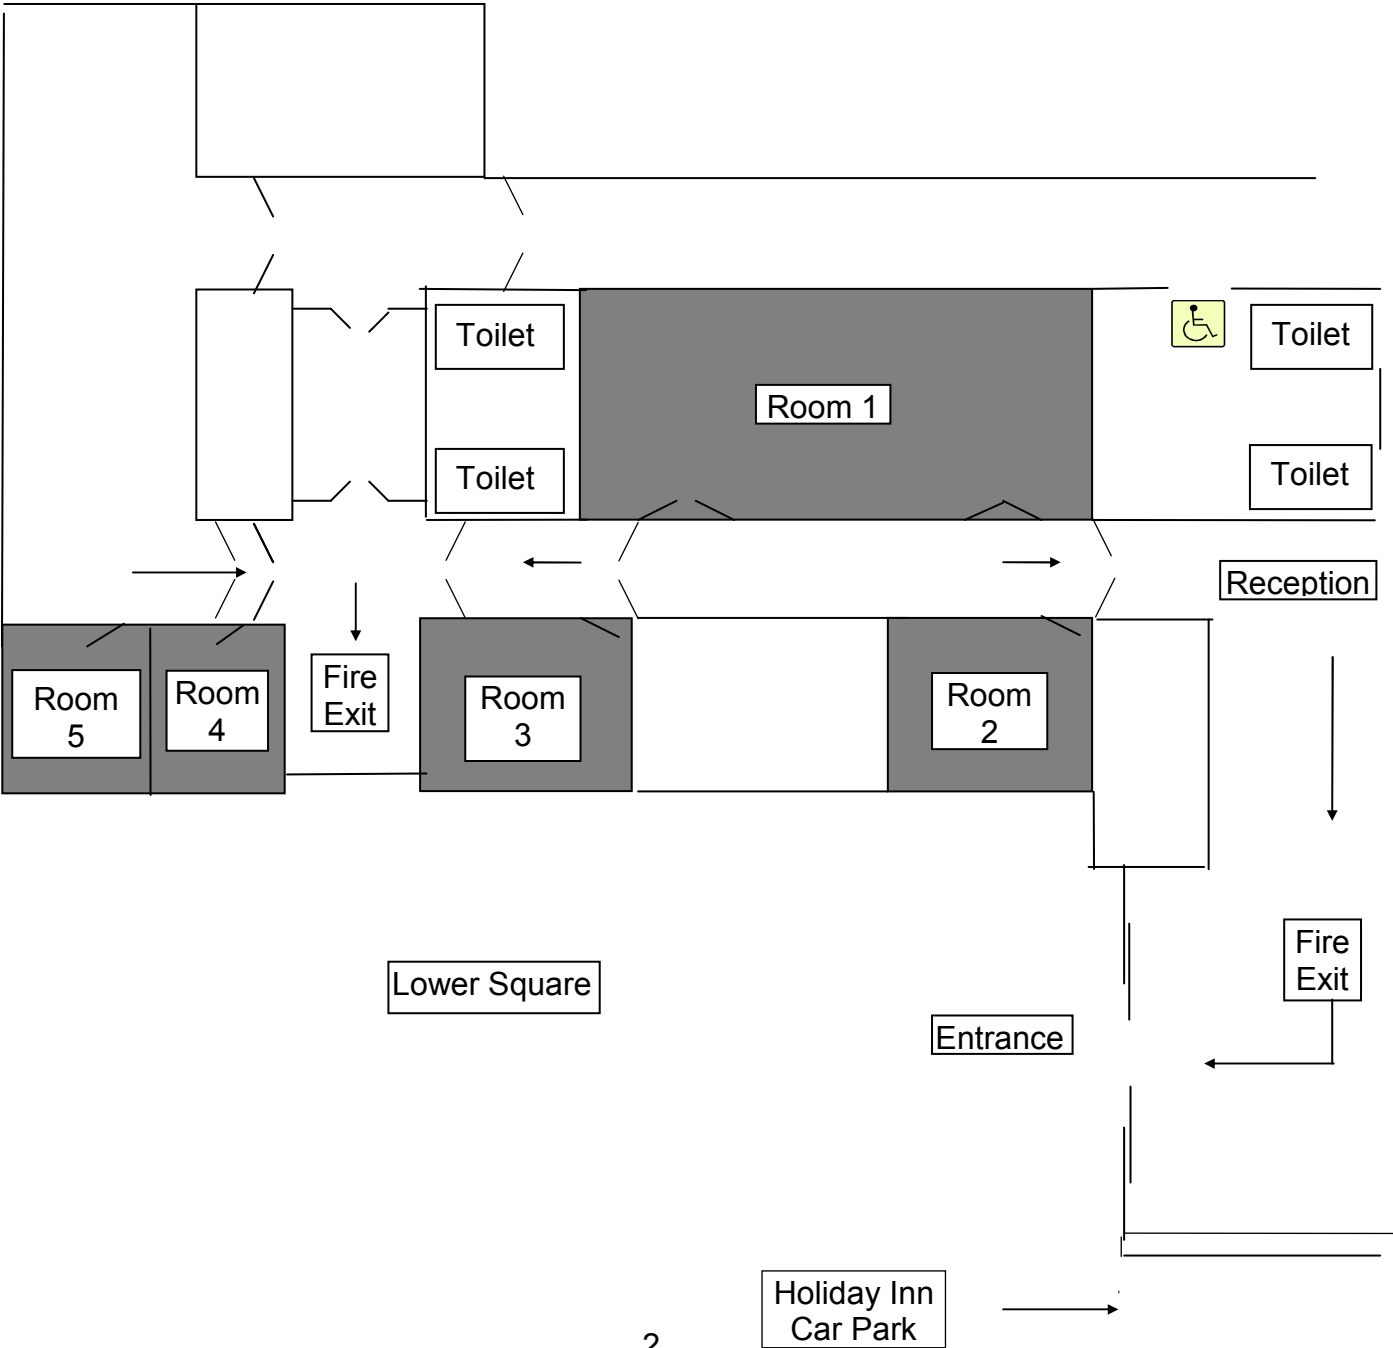 Toilet
Toilet
Room 1
Toilet
Toilet
Reception
Room
5
Room
4
Fire
Exit
Room
3
Room
2
Fire
Exit
Lower Square
Entrance
Holiday Inn
Car Park
2